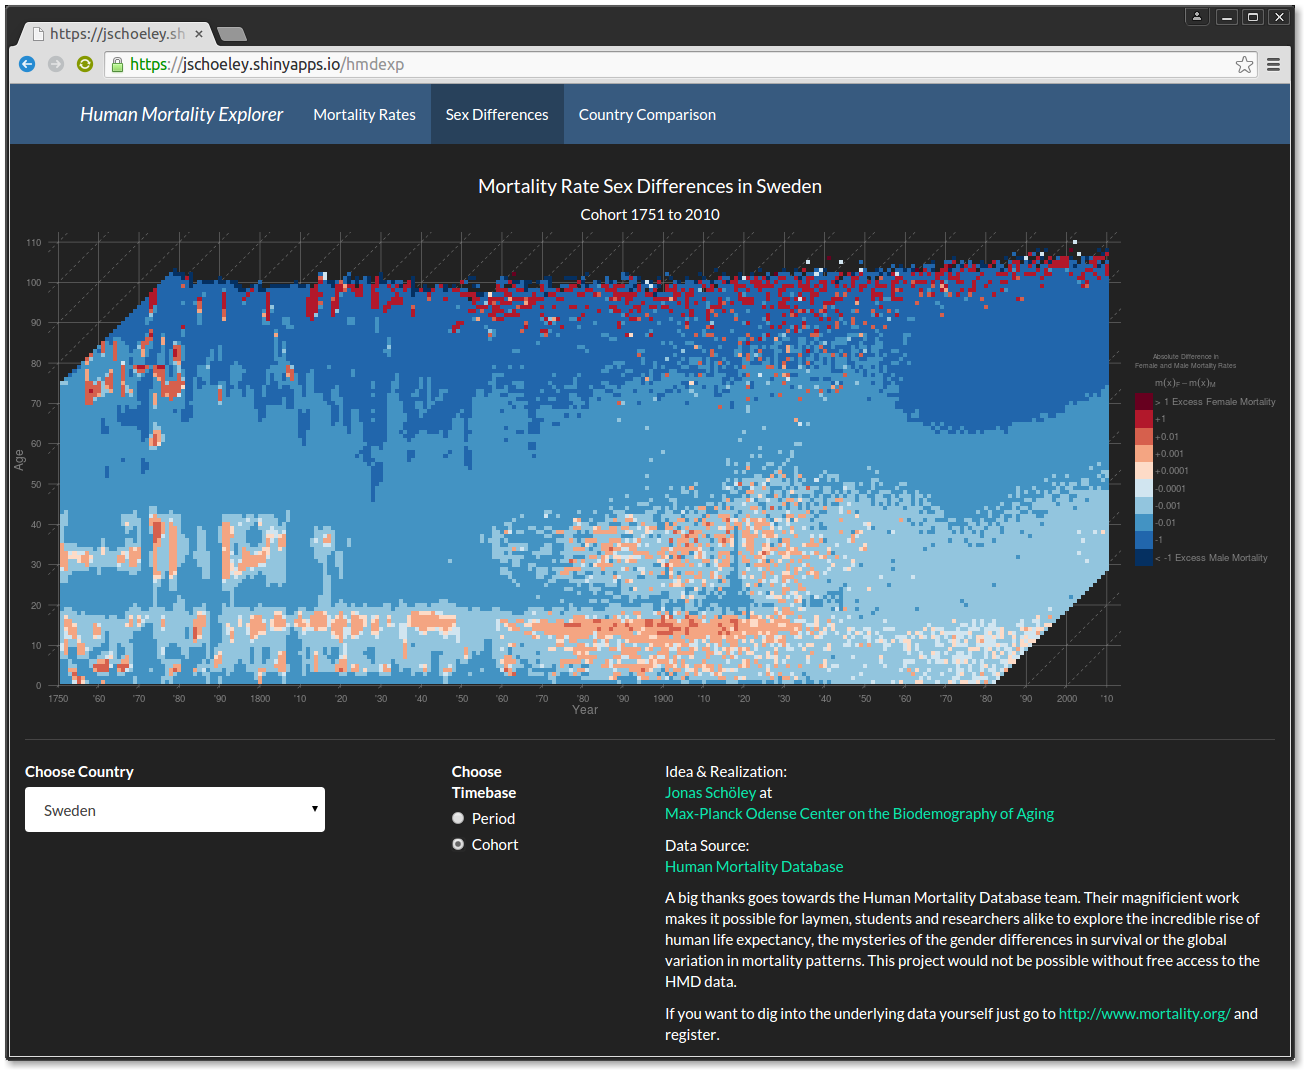 https://jschoeley.sh
https://jschoeley.shinyapps.io/hmdexp
Human Mortality Explorer Mortality Rates Sex Differences Country Comparison
Mortality Rate Sex Differences in Sweden
Cohort 1751 to 2010
110
100
90
80
70
60
50
40
30
20
10
0
Age
1750 '60 '70 '80 '90 1800 '10 '20 '30 '40 '50 '60 '70 '80 '90 1900 '10 '20 '30 '40 '50 '60 '70 '80 '90 2000 '10
Year
Absolute Difference in
Female and Male Mortality Rates
m(x)F − m(x)M
> 1 Excess Female Mortality
+1
+0.01
+0.001
+0.0001
-0.0001
-0.001
-0.01
-1
< -1 Excess Male Mortality
Choose Country
Sweden
Choose
Timebase
Period
Cohort
Idea & Realization:
Jonas Schöley at
Max-Planck Odense Center on the Biodemography of Aging
Data Source:
Human Mortality Database
A big thanks goes towards the Human Mortality Database team. Their magnificient work
makes it possible for laymen, students and researchers alike to explore the incredible rise of
human life expectancy, the mysteries of the gender differences in survival or the global
variation in mortality patterns. This project would not be possible without free access to the
HMD data.
If you want to dig into the underlying data yourself just go to http://www.mortality.org/ and
register.